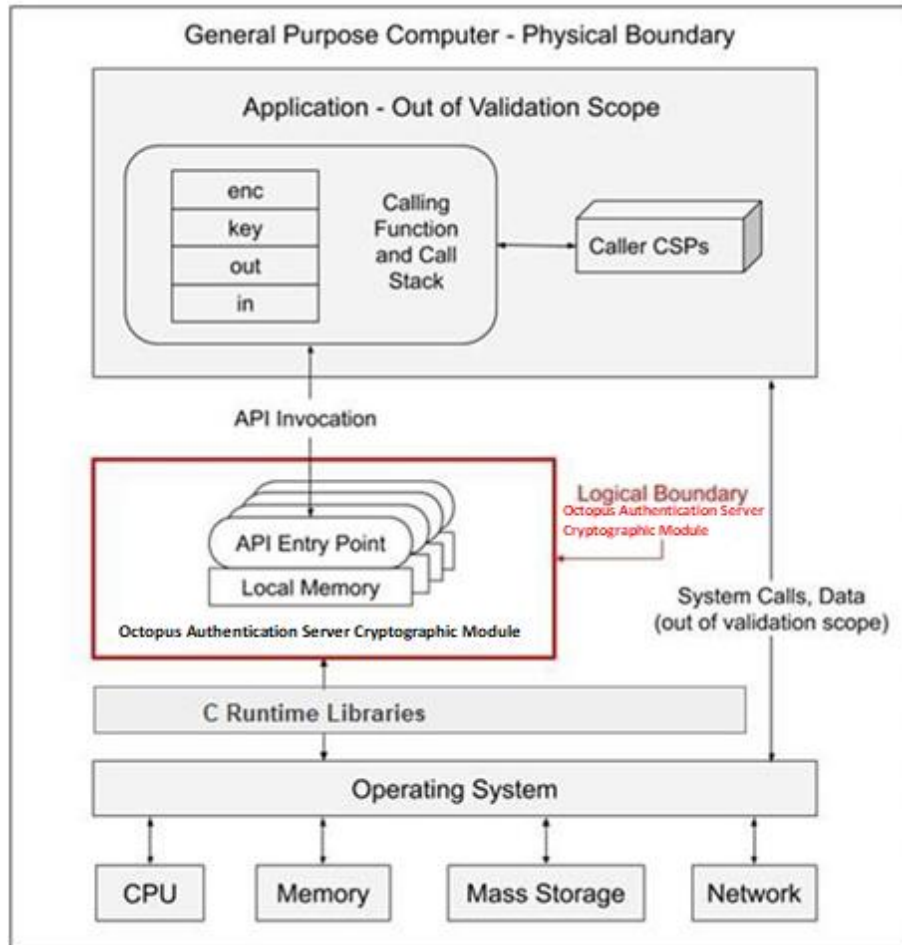 General Purpose Computer - Physical Boundary
Application - Out of Validation Scope
enc
key
out
in
Calling
Function
and Call
Stack
Caller CSPs
API Invocation
Logical Boundary
Octopus Authentication Server
Cryptographic Module
API Entry Point
Local Memory
Octopus Authentication Server Cryptographic Module
System Calls, Data
(out of validation scope)
C Runtime Libraries
Operating System
CPU
Memory
Mass Storage
Network